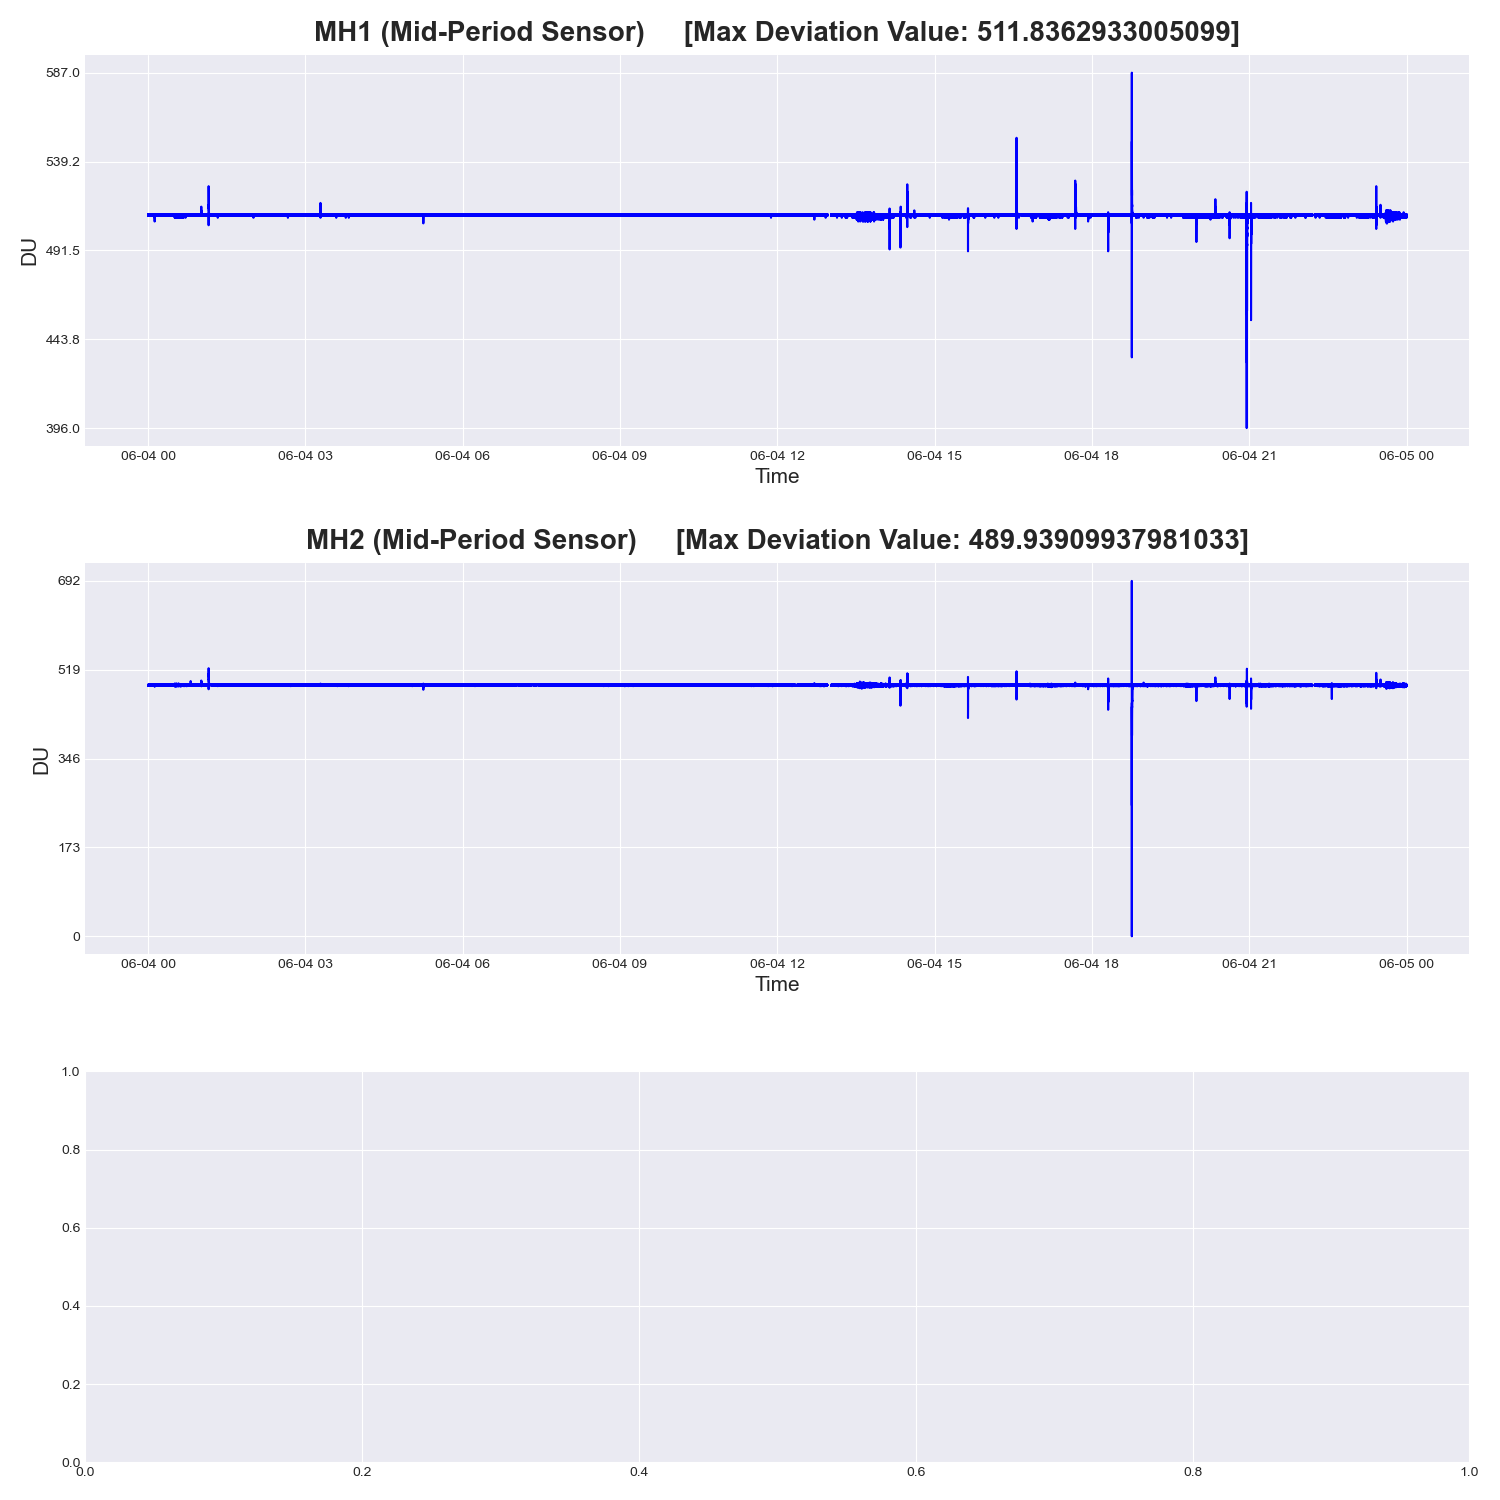 MH1 (Mid-Period Sensor) [Max Deviation Value: 511.8362933005099]
587.0
539.2
491.5
443.8
396.0
DU
06-04 00 06-04 03 06-04 06 06-04 09 06-04 12 06-04 15 06-04 18 06-04 21 06-05 00
Time
MH2 (Mid-Period Sensor) [Max Deviation Value: 489.93909937981033]
692
519
346
173
0
DU
06-04 00 06-04 03 06-04 06 06-04 09 06-04 12 06-04 15 06-04 18 06-04 21 06-05 00
Time
1.0
0.8
0.6
0.4
0.2
0.0
0.0 0.2 0.4 0.6 0.8 1.0